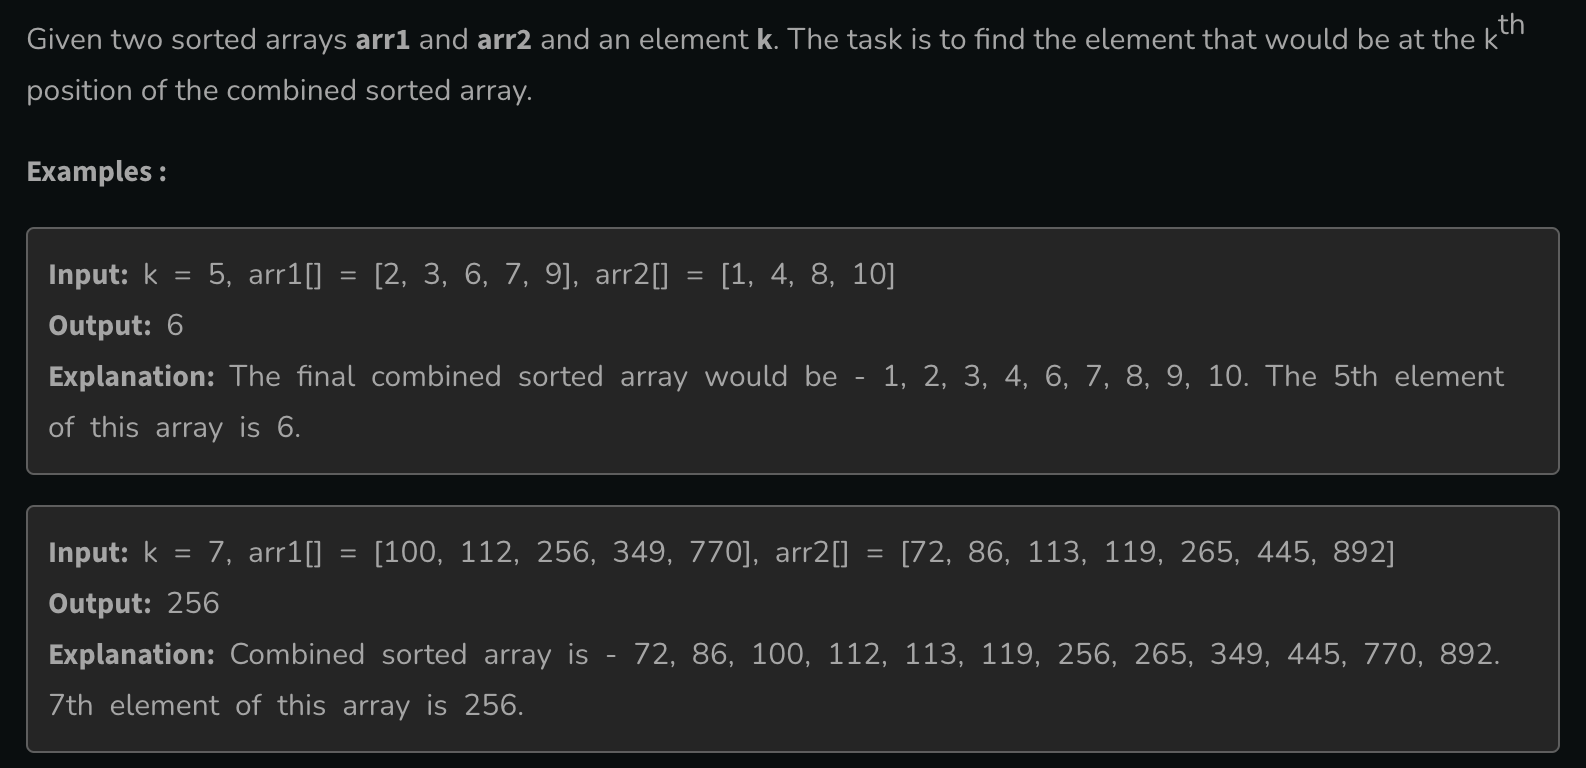 Given two sorted arrays arr1 and arr2 and an element k. The task is to find the element that would be at the kth
position of the combined sorted array.
Examples :
Input: k = 5, arr1[] = [2, 3, 6, 7, 9], arr2[] = [1, 4, 8, 10]
Output: 6
Explanation: The final combined sorted array would be - 1, 2, 3, 4, 6, 7, 8, 9, 10. The 5th element
of this array is 6.
Input: k = 7, arr1[] = [100, 112, 256, 349, 770], arr2[] = [72, 86, 113, 119, 265, 445, 892]
Output: 256
Explanation: Combined sorted array is - 72, 86, 100, 112, 113, 119, 256, 265, 349, 445, 770, 892.
7th element of this array is 256.